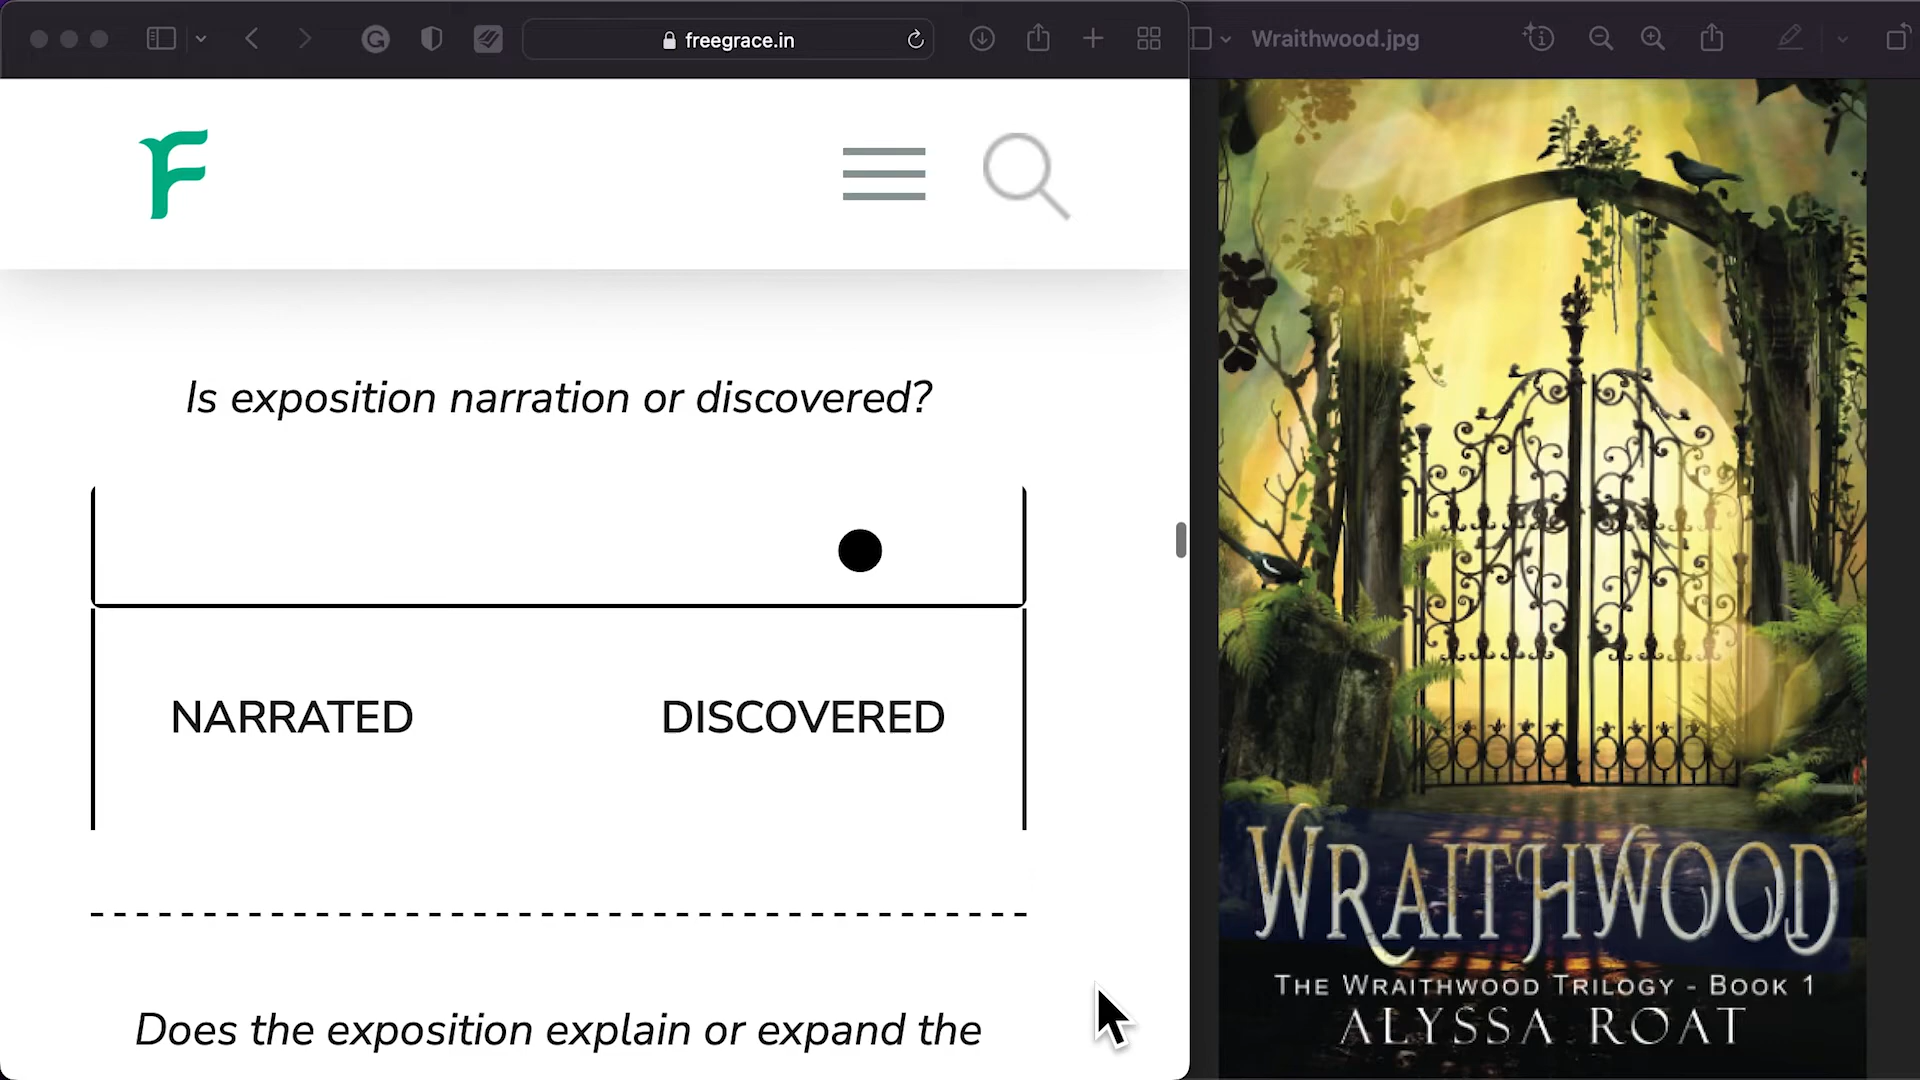 freegrace.in
Wraithwood.jpg
F
Is exposition narration or discovered?
NARRATED
DISCOVERED
Does the exposition explain or expand the
WRAITHWOOD
THE WRAITHWOOD TRILOGY - BOOK 1
ALYSSA ROAT